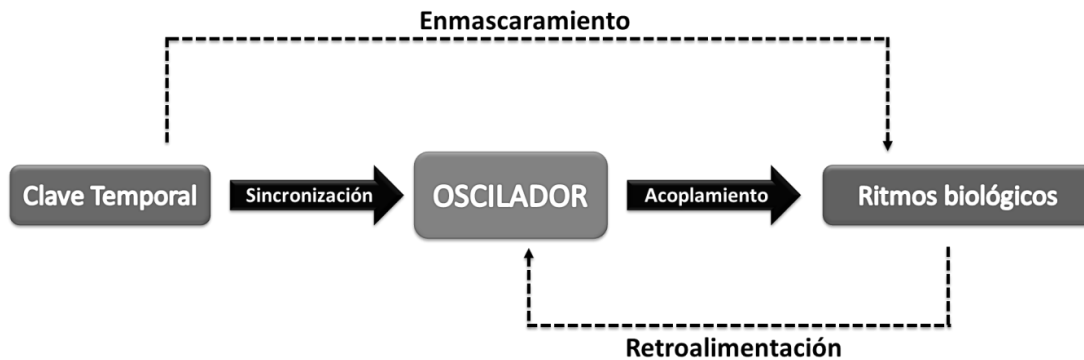 Enmascaramiento
Clave Temporal
Sincronización
OSCILADOR
Acoplamiento
Ritmos biológicos
Retroalimentación